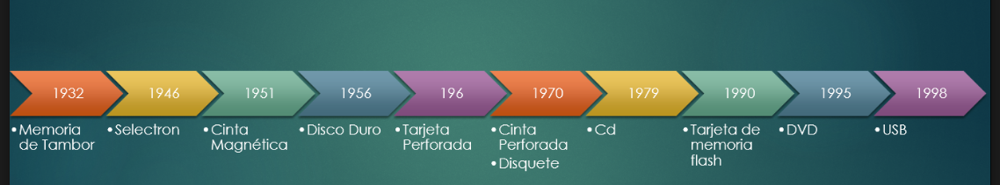 1932
1946
1951
1956
196
1970
1979
1990
1995
1998
•Memoria
de Tambor
•Selectron
•Cinta
Magnética
•Disco Duro
•Tarjeta
Perforada
•Cinta
Perforada
•Disquete
•Cd
•Tarjeta de
memoria
flash
•DVD
•USB